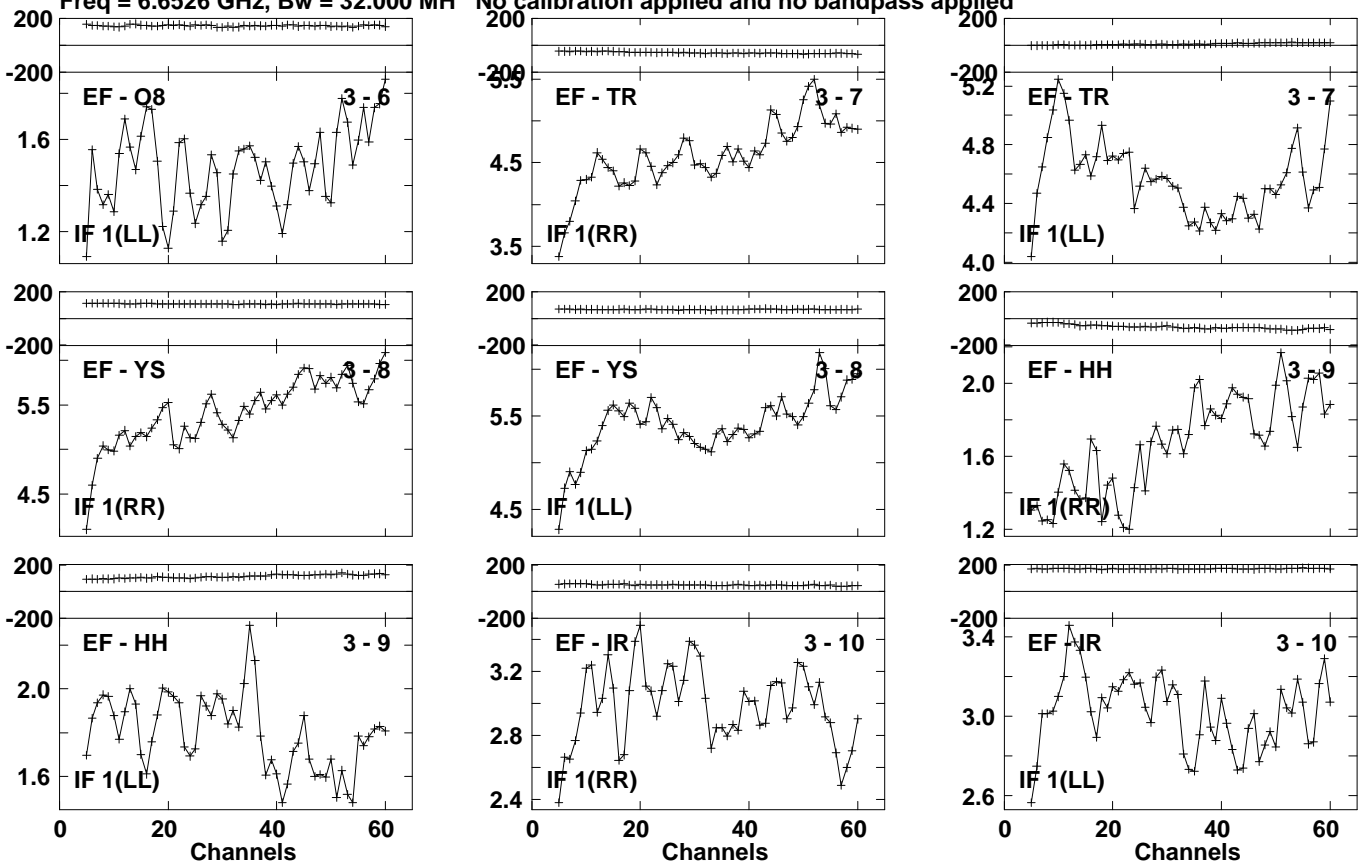 Freq = 6.6526 GHz, Bw = 32.000 MH No calibration applied and no bandpass applied
200 200 200
-200 -200 -200
5.5 5.2
EF - O8 3 - 6 EF - TR 3 - 7 EF - TR 3 - 7
1.6 4.5 4.8
4.4
1.2 IF 1(LL) 3.5 IF 1(RR) IF 1(LL)
4.0
200 200 200
-200 -200 -200
EF - YS 3 - 8 EF - YS 3 - 8 EF - HH 3 - 9
2.0
5.5 5.5
1.6
4.5 IF 1(RR) 4.5 IF 1(LL) IF 1(RR)
1.2
200 200 200
-200 -200 -200
EF - HH 3 - 9 EF - IR 3 - 10 EF - IR 3 - 10
3.4
2.0 3.2
3.0
2.8
1.6 IF 1(LL) IF 1(RR) IF 1(LL)
2.4 2.6
0 20 40 60 0 20 40 60 0 20 40 60
Channels Channels Channels